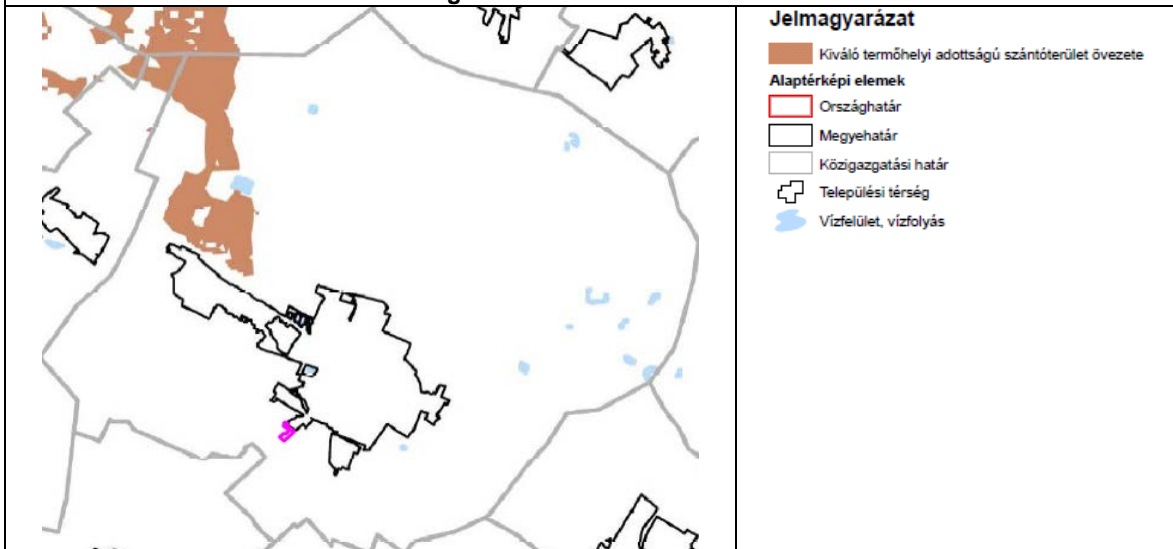 Jelmagyarázat
Kiváló termőhelyi adottságú szántóterület övezete
Alaptérképi elemek
Országhatár
Megyehatár
Közigazgatási határ
Települési térség
Vízfelület, vízfolyás